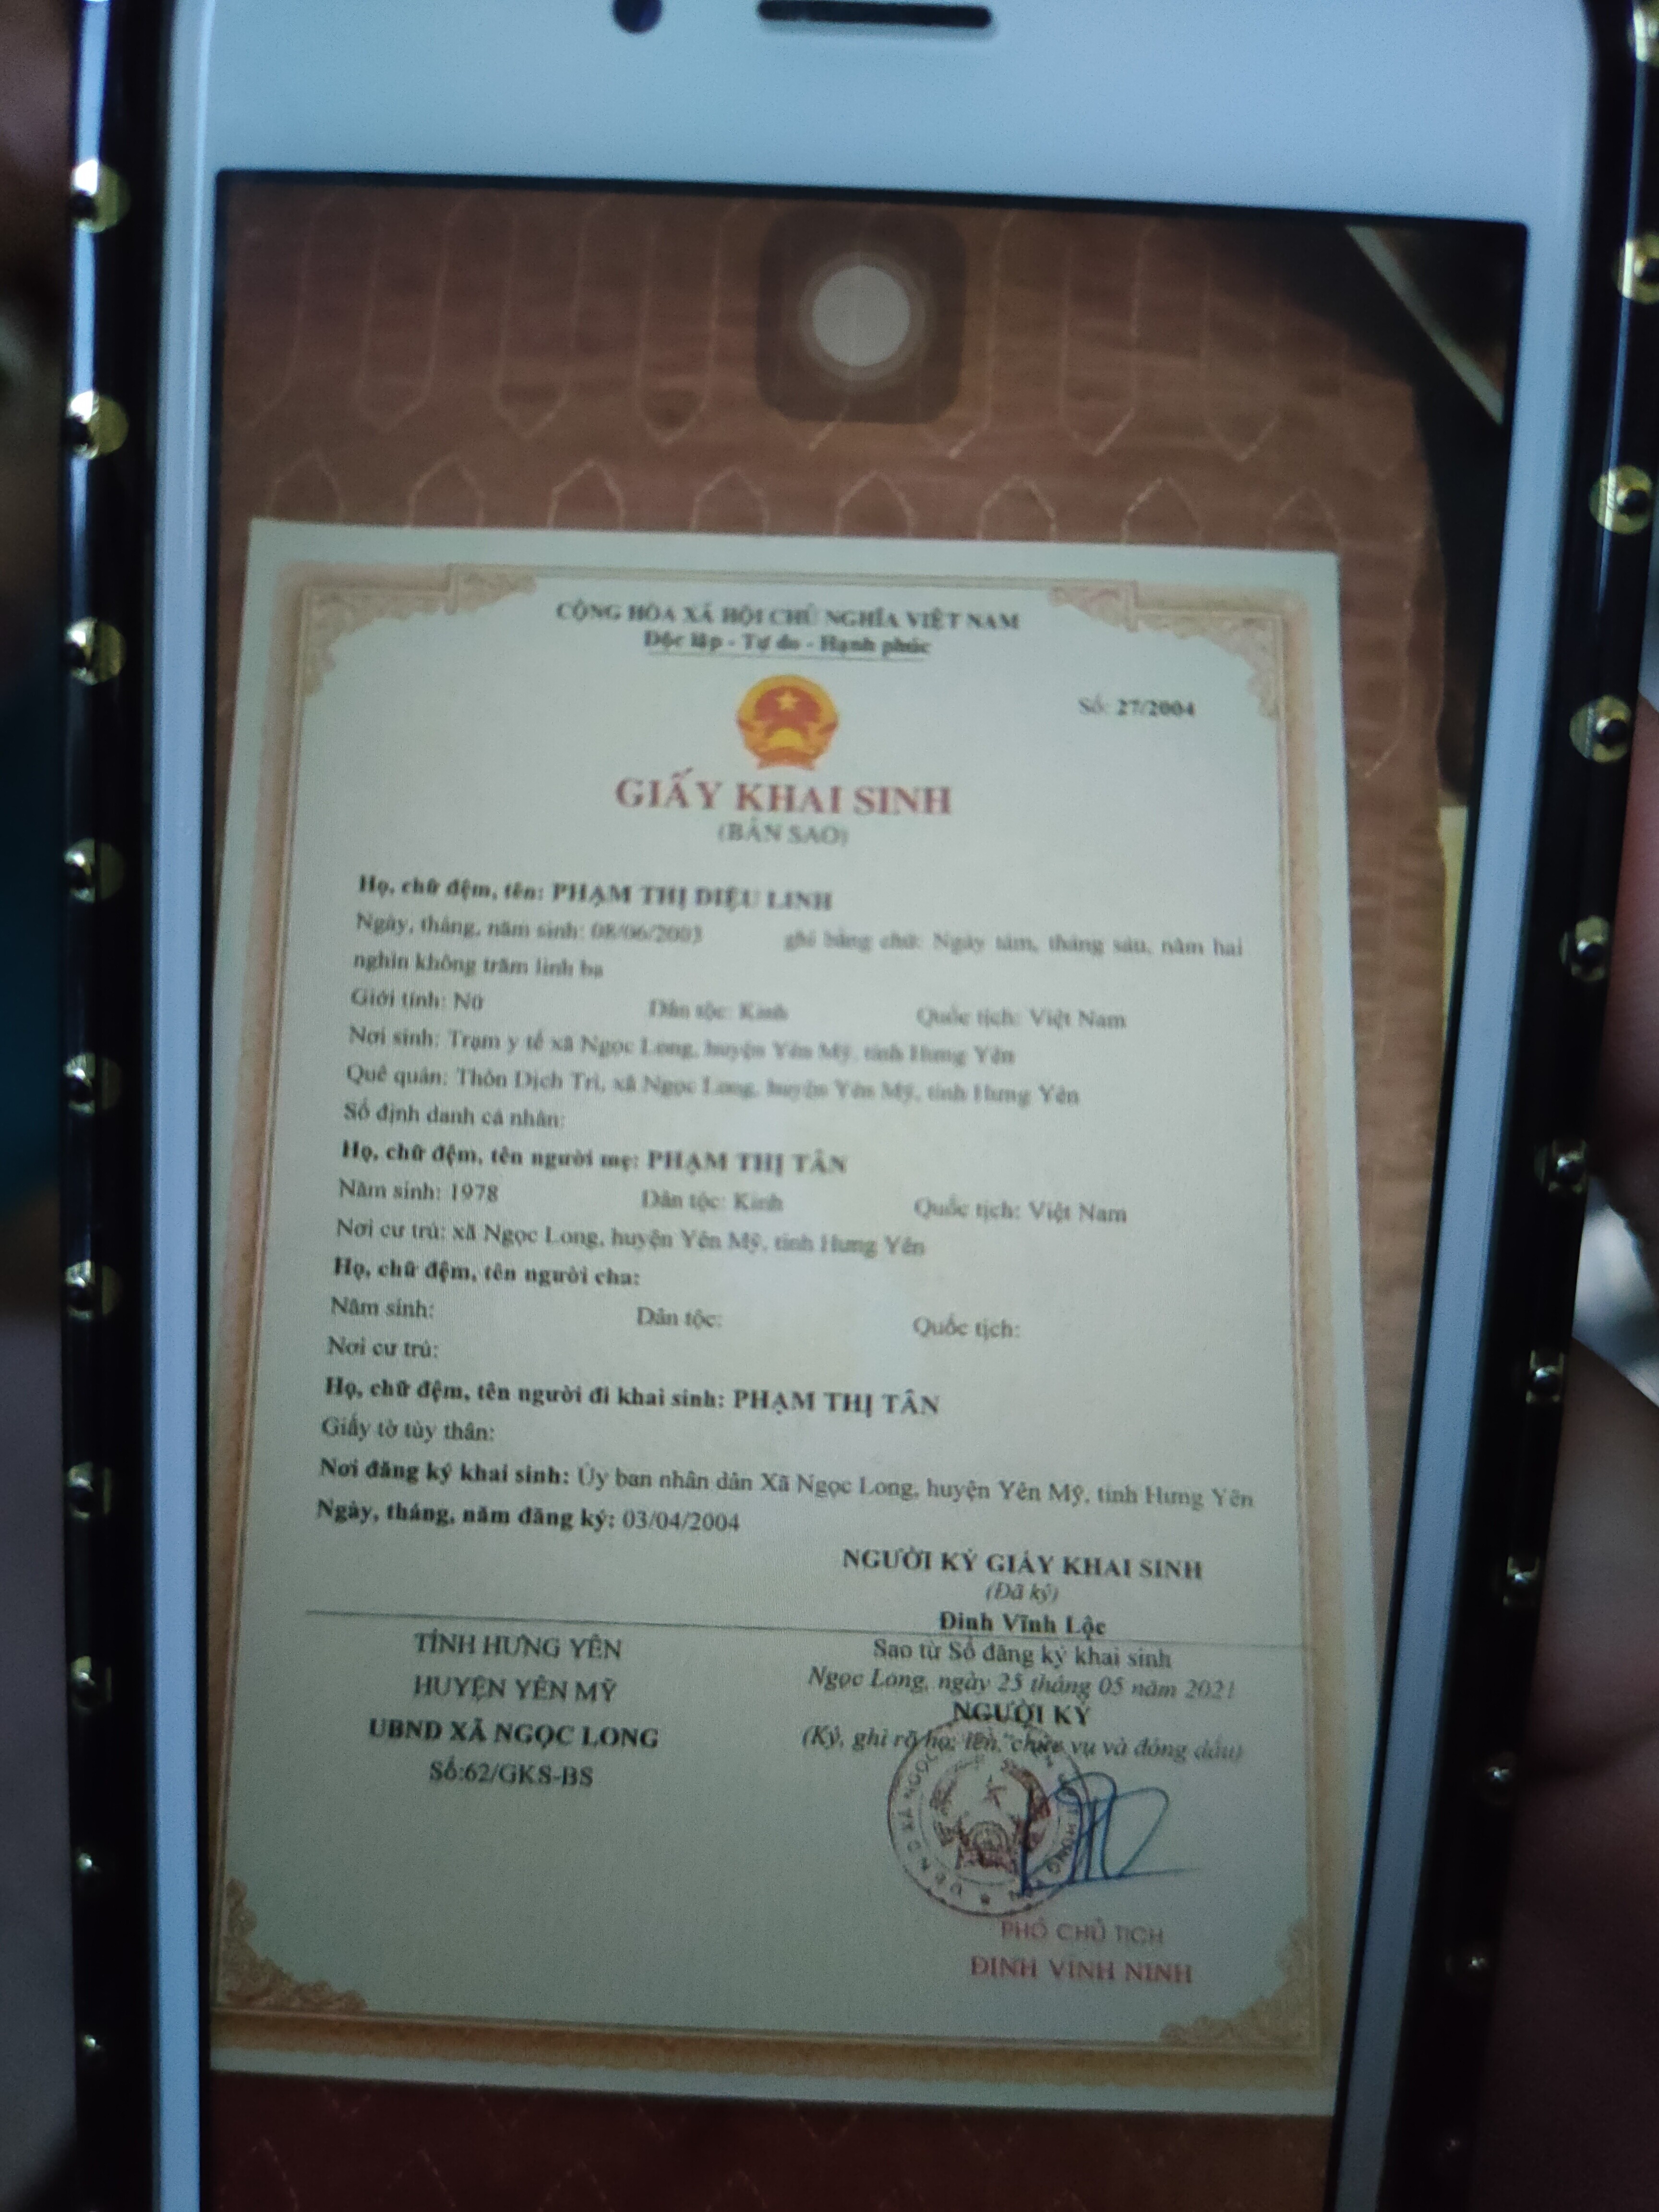 CỘNG HÒA XÃ HỘI CHỦ NGHĨA VIỆT NAM
Độc lập - Tự do - Hạnh phúc
Số: 27/2004
GIẤY KHAI SINH
(BẢN SAO)
Họ, chữ đệm, tên: PHẠM THỊ DIỆU LINH
Ngày, tháng, năm sinh: 08/06/2003 ghi bằng chữ: Ngày tám, tháng sáu, năm hai
nghìn không trăm linh ba
Giới tính: Nữ Dân tộc: Kinh Quốc tịch: Việt Nam
Nơi sinh: Trạm y tế xã Ngọc Long, huyện Yên Mỹ, tỉnh Hưng Yên
Quê quán: Thôn Dịch Trì, xã Ngọc Long, huyện Yên Mỹ, tỉnh Hưng Yên
Số định danh cá nhân:
Họ, chữ đệm, tên người mẹ: PHẠM THỊ TÂN
Năm sinh: 1978 Dân tộc: Kinh Quốc tịch: Việt Nam
Nơi cư trú: xã Ngọc Long, huyện Yên Mỹ, tỉnh Hưng Yên
Họ, chữ đệm, tên người cha:
Năm sinh: Dân tộc: Quốc tịch:
Nơi cư trú:
Họ, chữ đệm, tên người đi khai sinh: PHẠM THỊ TÂN
Giấy tờ tùy thân:
Nơi đăng ký khai sinh: Ủy ban nhân dân Xã Ngọc Long, huyện Yên Mỹ, tỉnh Hưng Yên
Ngày, tháng, năm đăng ký: 03/04/2004
NGƯỜI KÝ GIẤY KHAI SINH
(Đã ký)
Đinh Vĩnh Lộc
TỈNH HƯNG YÊN
HUYỆN YÊN MỸ
UBND XÃ NGỌC LONG
Số:62/GKS-BS
Sao từ Sổ đăng ký khai sinh
Ngọc Long, ngày 25 tháng 05 năm 2021
NGƯỜI KÝ
(Ký, ghi rõ họ, tên, chức vụ và đóng dấu)
PHÓ CHỦ TỊCH
ĐINH VĨNH NINH